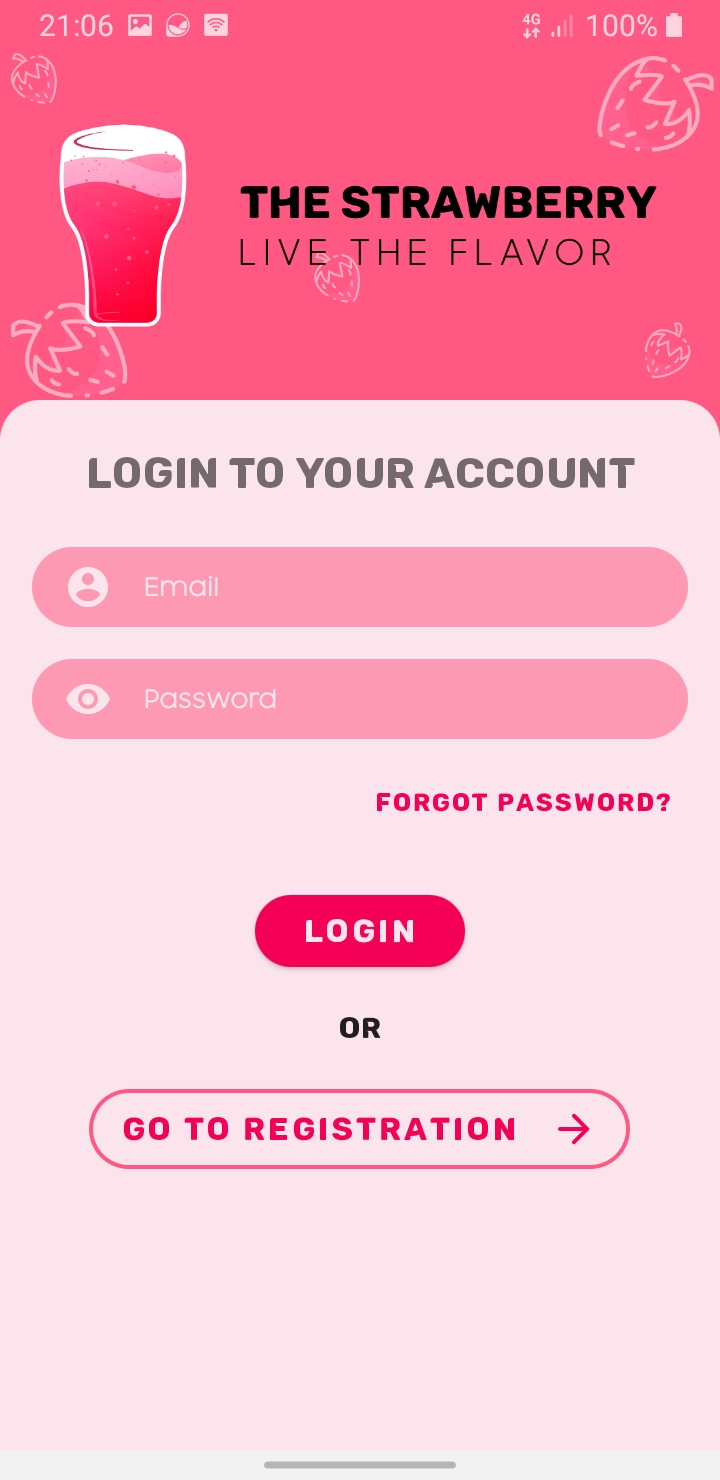 21:06 4G 100%
THE STRAWBERRY
LIVE THE FLAVOR
LOGIN TO YOUR ACCOUNT
Email
Password
FORGOT PASSWORD?
LOGIN
OR
GO TO REGISTRATION